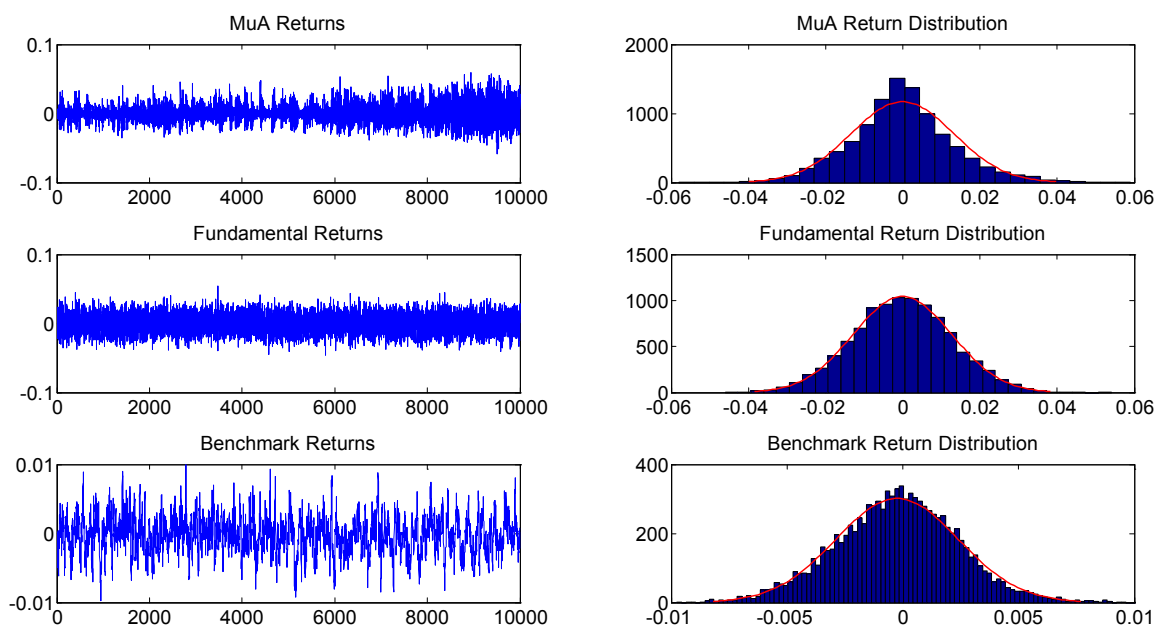 MuA Returns
0.1
0
-0.1
0 2000 4000 6000 8000 10000
MuA Return Distribution
2000
1000
0
-0.06 -0.04 -0.02 0 0.02 0.04 0.06
Fundamental Returns
0.1
0
-0.1
0 2000 4000 6000 8000 10000
Fundamental Return Distribution
1500
1000
500
0
-0.06 -0.04 -0.02 0 0.02 0.04 0.06
Benchmark Returns
0.01
0
-0.01
0 2000 4000 6000 8000 10000
Benchmark Return Distribution
400
200
0
-0.01 -0.005 0 0.005 0.01